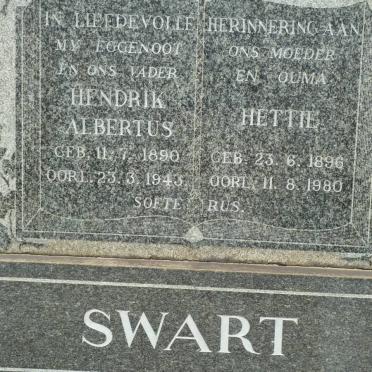 IN LIEFDEVOLLE HERINNERING AAN
MY EGGENOOT
EN ONS VADER
HENDRIK
ALBERTUS
GEB. 11. 7. 1890
OORL. 23. 3. 1943.
ONS MOEDER
EN OUMA
HETTIE
GEB. 23. 6. 1896
OORL. 11. 8. 1980
SOFTE RUS.
SWART